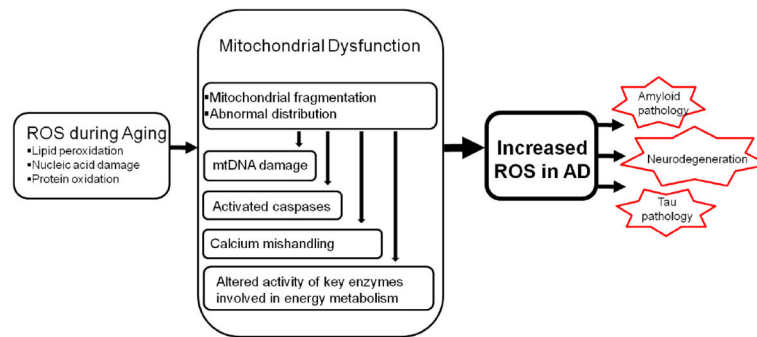 Mitochondrial Dysfunction
ROS during Aging
▪Lipid peroxidation
▪Nucleic acid damage
▪Protein oxidation
▪Mitochondrial fragmentation
▪Abnormal distribution
mtDNA damage
Activated caspases
Calcium mishandling
Altered activity of key enzymes
involved in energy metabolism
Increased
ROS in AD
Amyloid
pathology
Neurodegeneration
Tau
pathology